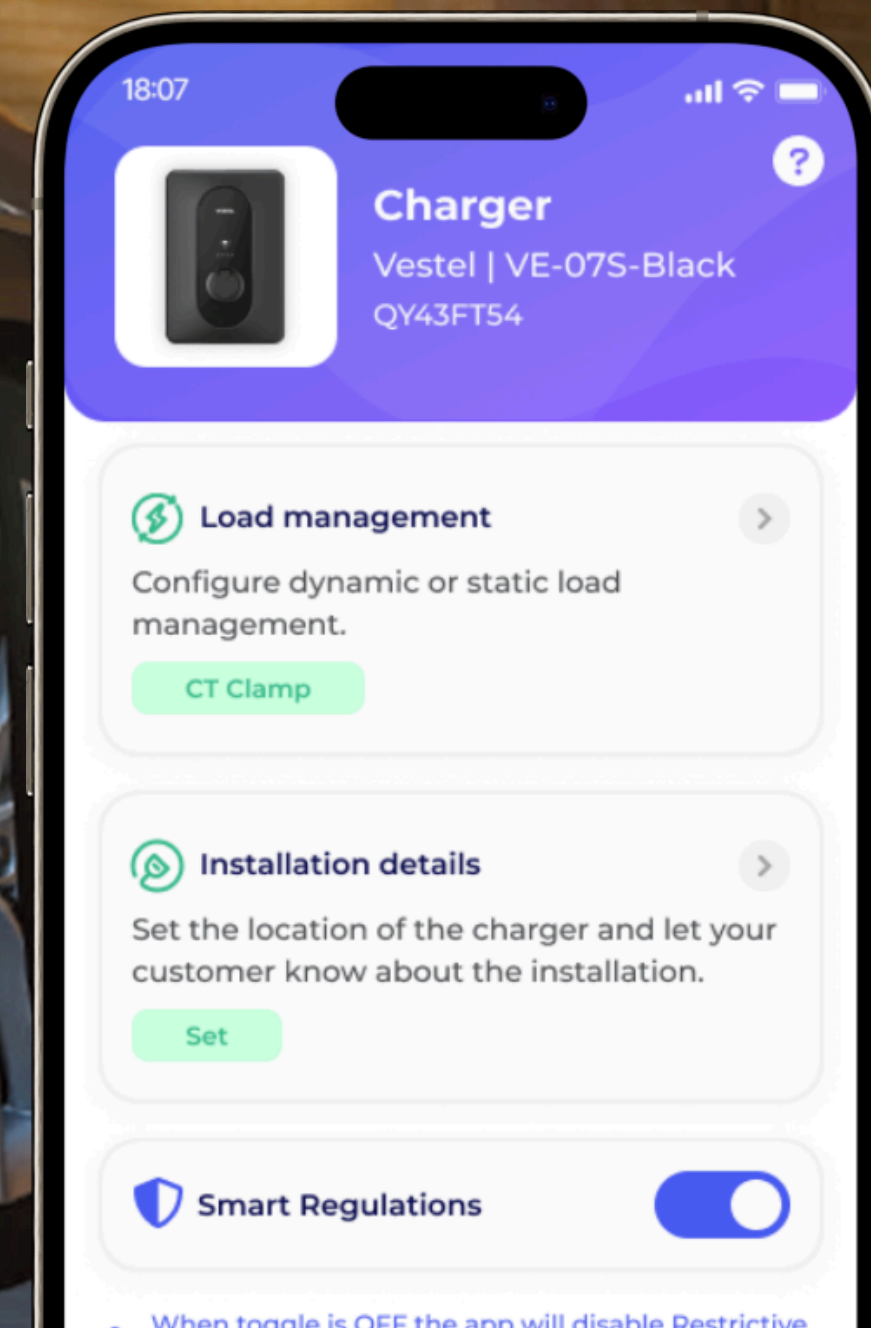 18:07
?
Charger
Vestel | VE-07S-Black
QY43FT54
Load management
Configure dynamic or static load
management.
CT Clamp
Installation details
Set the location of the charger and let your
customer know about the installation.
Set
Smart Regulations
When toggle is OFF the app will disable Restrictive